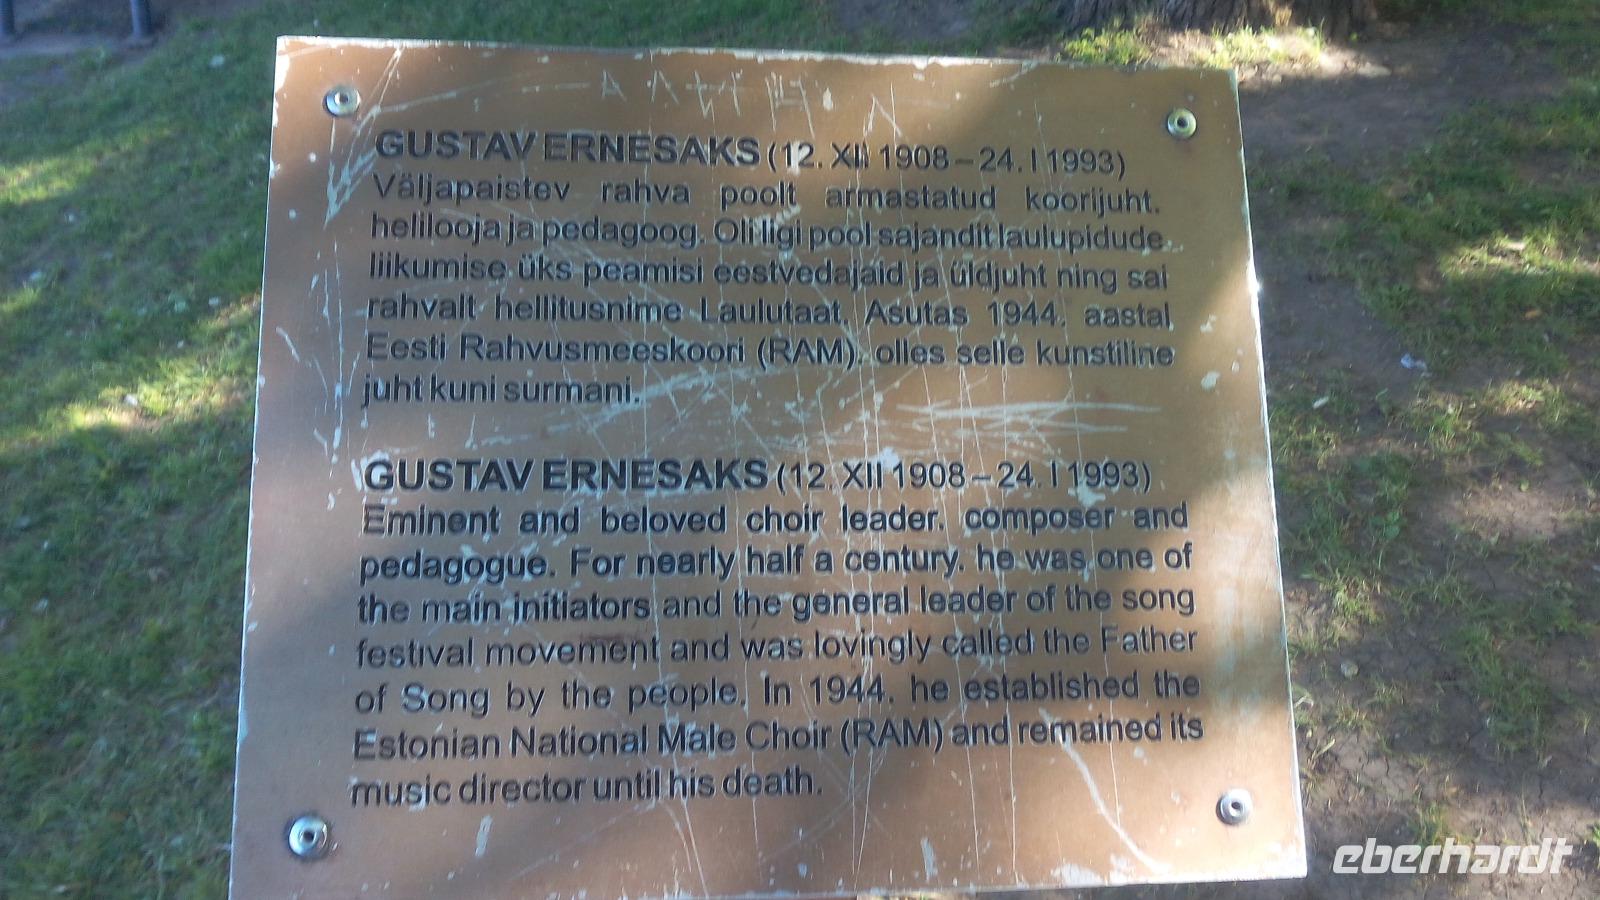 GUSTAV ERNESAKS (12. XII 1908 – 24. I 1993)
Väljapaistev rahva poolt armastatud koorijuht,
helilooja ja pedagoog. Oli ligi pool sajandit laulupidude
liikumise üks peamisi eestvedajaid ja üldjuht ning sai
rahvalt hellitusnime Laulutaat. Asutas 1944. aastal
Eesti Rahvusmeeskoori (RAM), olles selle kunstiline
juht kuni surmani.
GUSTAV ERNESAKS (12. XII 1908 – 24. I 1993)
Eminent and beloved choir leader, composer and
pedagogue. For nearly half a century, he was one of
the main initiators and the general leader of the song
festival movement and was lovingly called the Father
of Song by the people. In 1944, he established the
Estonian National Male Choir (RAM) and remained its
music director until his death.
eberhardt